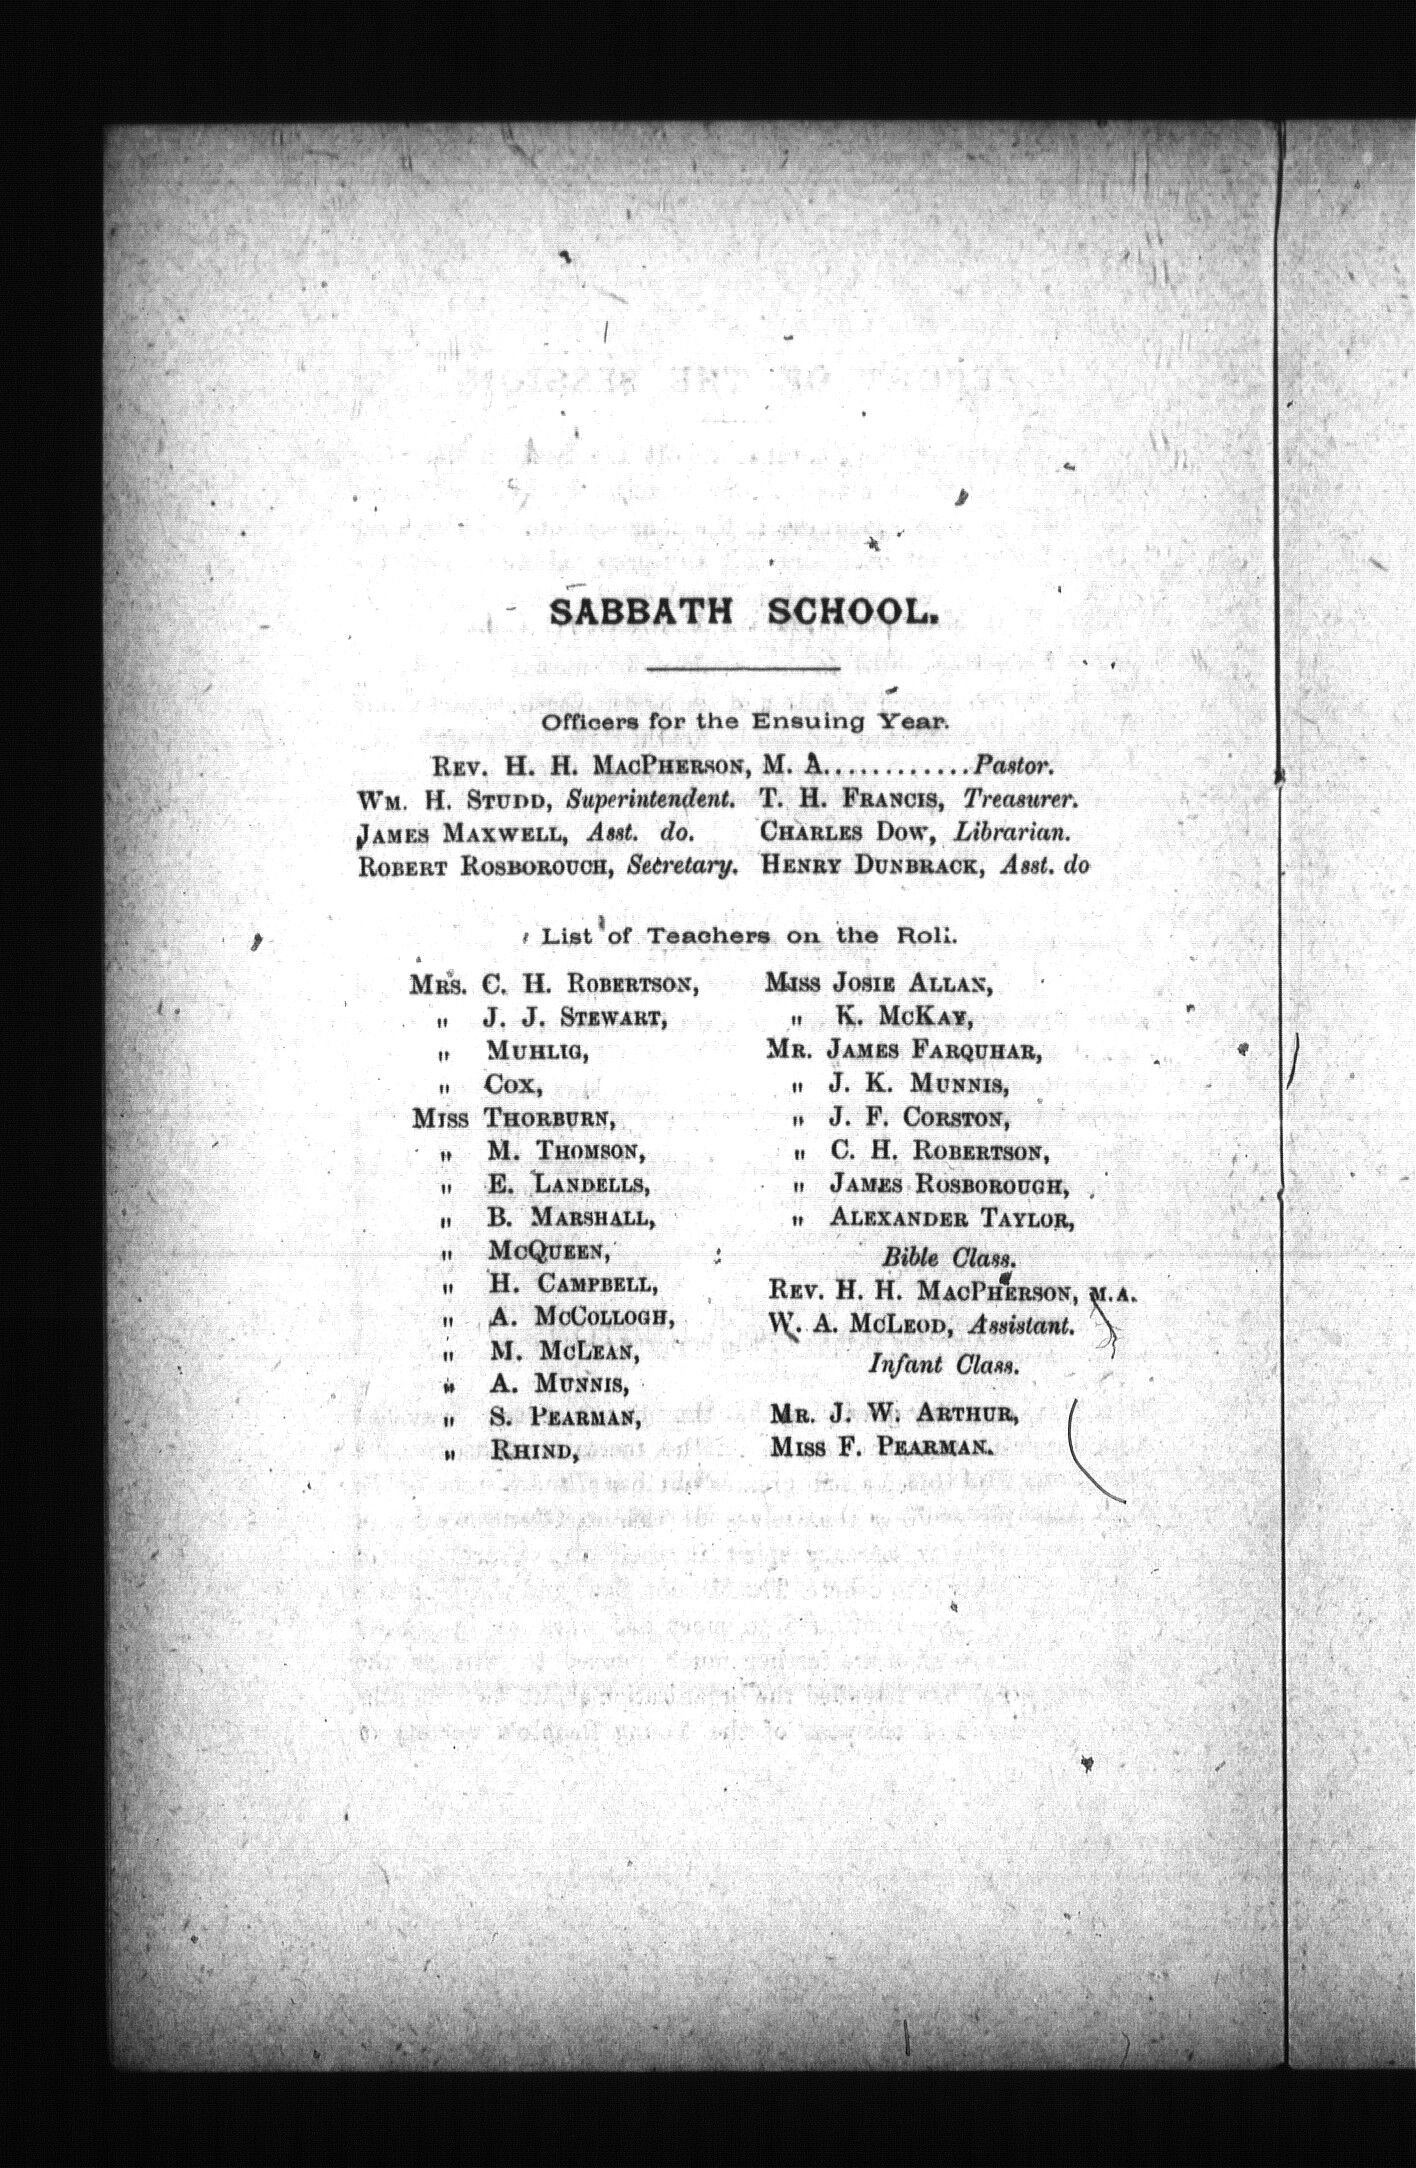 SABBATH SCHOOL.
Officers for the Ensuing Year.
REV. H. H. MACPHERSON, M. A............Pastor.
WM. H. STUDD, Superintendent. T. H. FRANCIS, Treasurer.
JAMES MAXWELL, Asst. do. CHARLES DOW, Librarian.
ROBERT ROSBOROUGH, Secretary. HENRY DUNBRACK, Asst. do
List of Teachers on the Roll.
MRS. C. H. ROBERTSON,
" J. J. STEWART,
" MUHLIG,
" COX,
MISS THORBURN,
" M. THOMSON,
" E. LANDELLS,
" B. MARSHALL,
" MCQUEEN,
" H. CAMPBELL,
" A. MCCOLLOGH,
" M. MCLEAN,
" A. MUNNIS,
" S. PEARMAN,
" RHIND,
MISS JOSIE ALLAN,
" K. MCKAY,
MR. JAMES FARQUHAR,
" J. K. MUNNIS,
" J. F. CORSTON,
" C. H. ROBERTSON,
" JAMES ROSBOROUGH,
" ALEXANDER TAYLOR,
Bible Class.
REV. H. H. MACPHERSON, M.A.
W. A. MCLEOD, Assistant.
Infant Class.
MR. J. W. ARTHUR,
MISS F. PEARMAN.